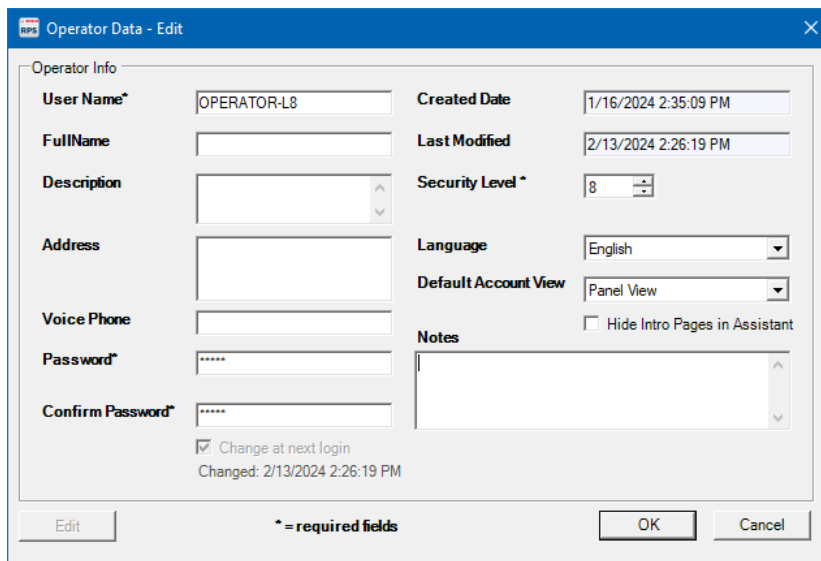 RPS Operator Data - Edit
Operator Info
User Name*
OPERATOR-L8
FullName
Description
Address
Voice Phone
Password*
*****
Confirm Password*
*****
Change at next login
Changed: 2/13/2024 2:26:19 PM
Created Date
1/16/2024 2:35:09 PM
Last Modified
2/13/2024 2:26:19 PM
Security Level *
8
Language
English
Default Account View
Panel View
Hide Intro Pages in Assistant
Notes
Edit
* = required fields
OK
Cancel